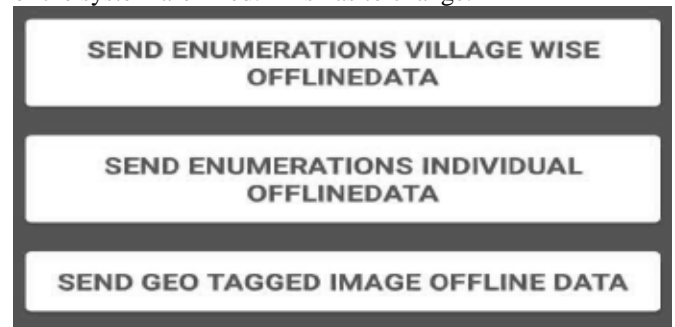 SEND ENUMERATIONS VILLAGE WISE
OFFLINEDATA
SEND ENUMERATIONS INDIVIDUAL
OFFLINEDATA
SEND GEO TAGGED IMAGE OFFLINE DATA